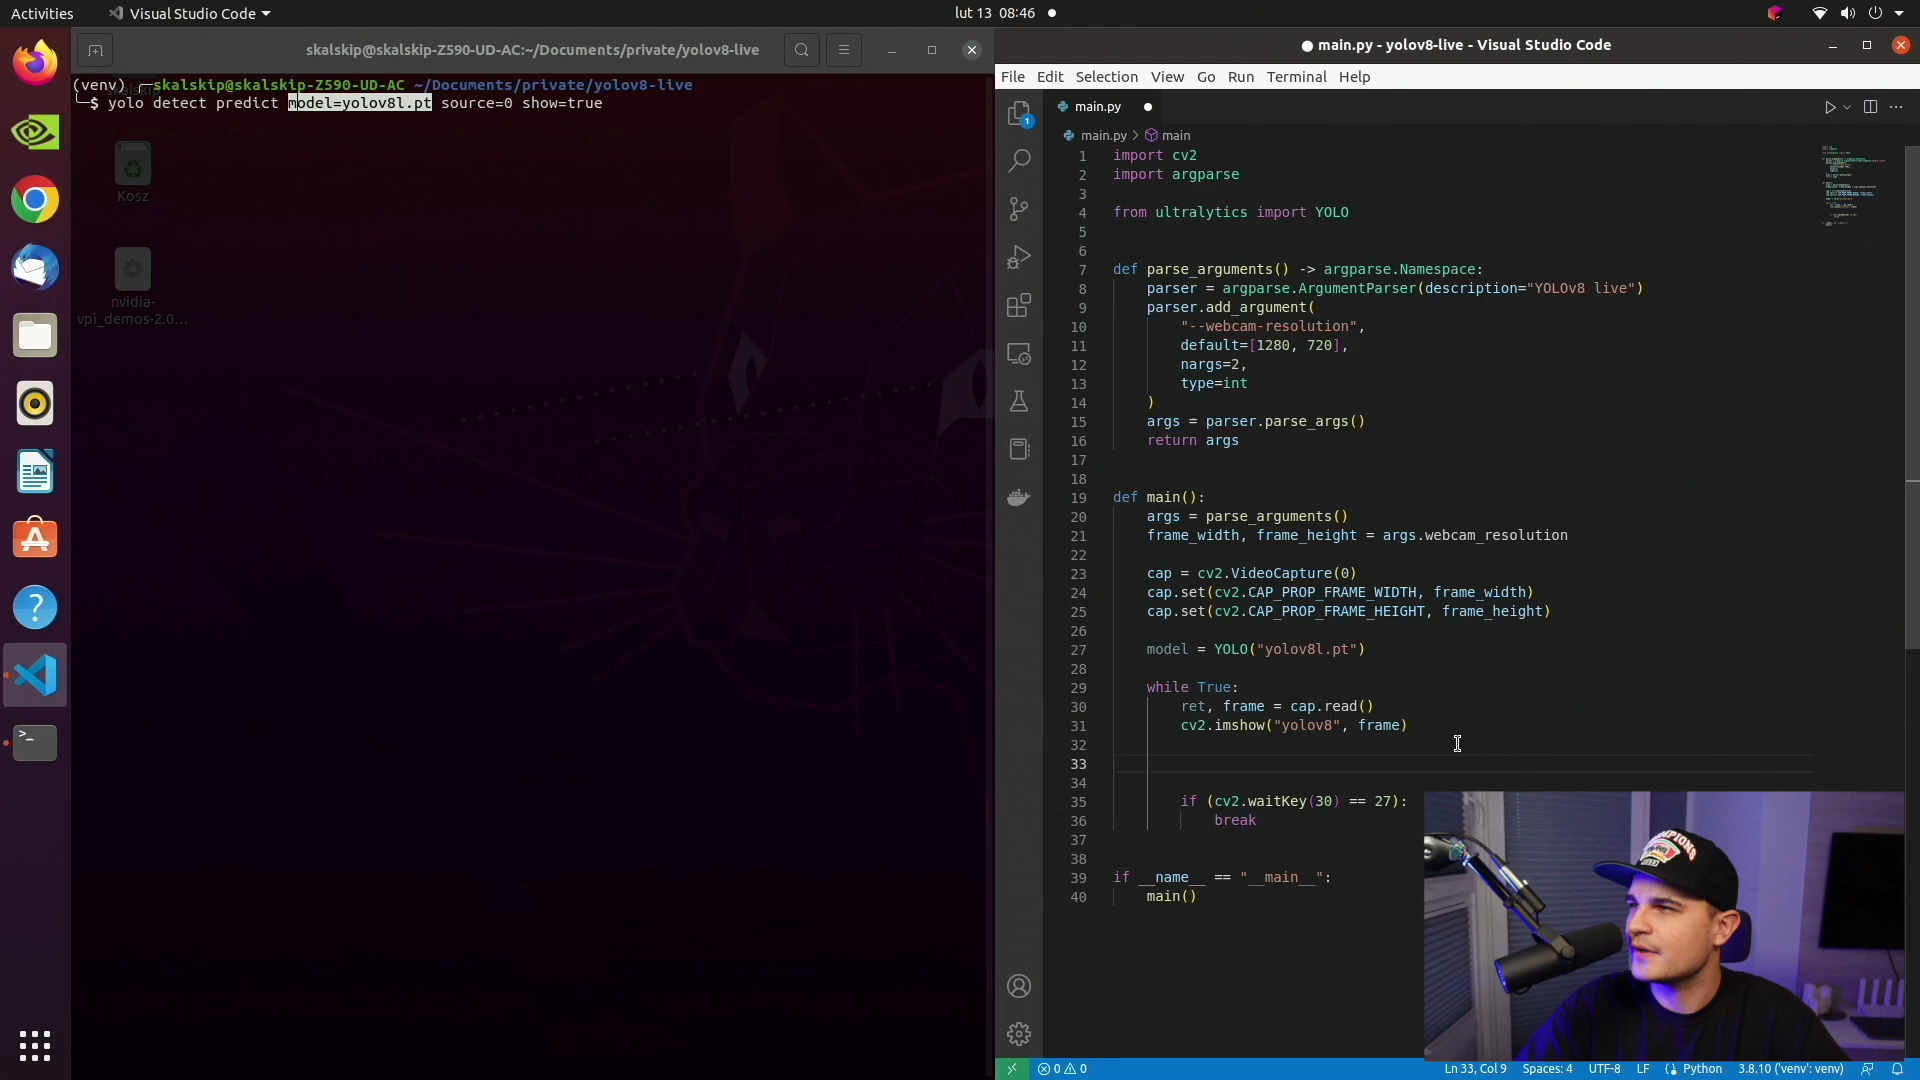 Activities
Visual Studio Code
lut 13 08:46
skalskip@skalskip-Z590-UD-AC:~/Documents/private/yolov8-live
(venv) ┌─skalskip@skalskip-Z590-UD-AC ~/Documents/private/yolov8-live
└─$ yolo detect predict model=yolov8l.pt source=0 show=true
skalskip
Kosz
nvidia-
vpi_demos-2.0...
● main.py - yolov8-live - Visual Studio Code
File Edit Selection View Go Run Terminal Help
1
main.py ●
main.py > main
1 import cv2
2 import argparse
3
4 from ultralytics import YOLO
5
6
7 def parse_arguments() -> argparse.Namespace:
8 parser = argparse.ArgumentParser(description="YOLOv8 live")
9 parser.add_argument(
10 "--webcam-resolution",
11 default=[1280, 720],
12 nargs=2,
13 type=int
14 )
15 args = parser.parse_args()
16 return args
17
18
19 def main():
20 args = parse_arguments()
21 frame_width, frame_height = args.webcam_resolution
22
23 cap = cv2.VideoCapture(0)
24 cap.set(cv2.CAP_PROP_FRAME_WIDTH, frame_width)
25 cap.set(cv2.CAP_PROP_FRAME_HEIGHT, frame_height)
26
27 model = YOLO("yolov8l.pt")
28
29 while True:
30 ret, frame = cap.read()
31 cv2.imshow("yolov8", frame)
32
33
34
35 if (cv2.waitKey(30) == 27):
36 break
37
38
39 if __name__ == "__main__":
40 main()
0 0
Ln 33, Col 9 Spaces: 4 UTF-8 LF Python 3.8.10 ('venv': venv)